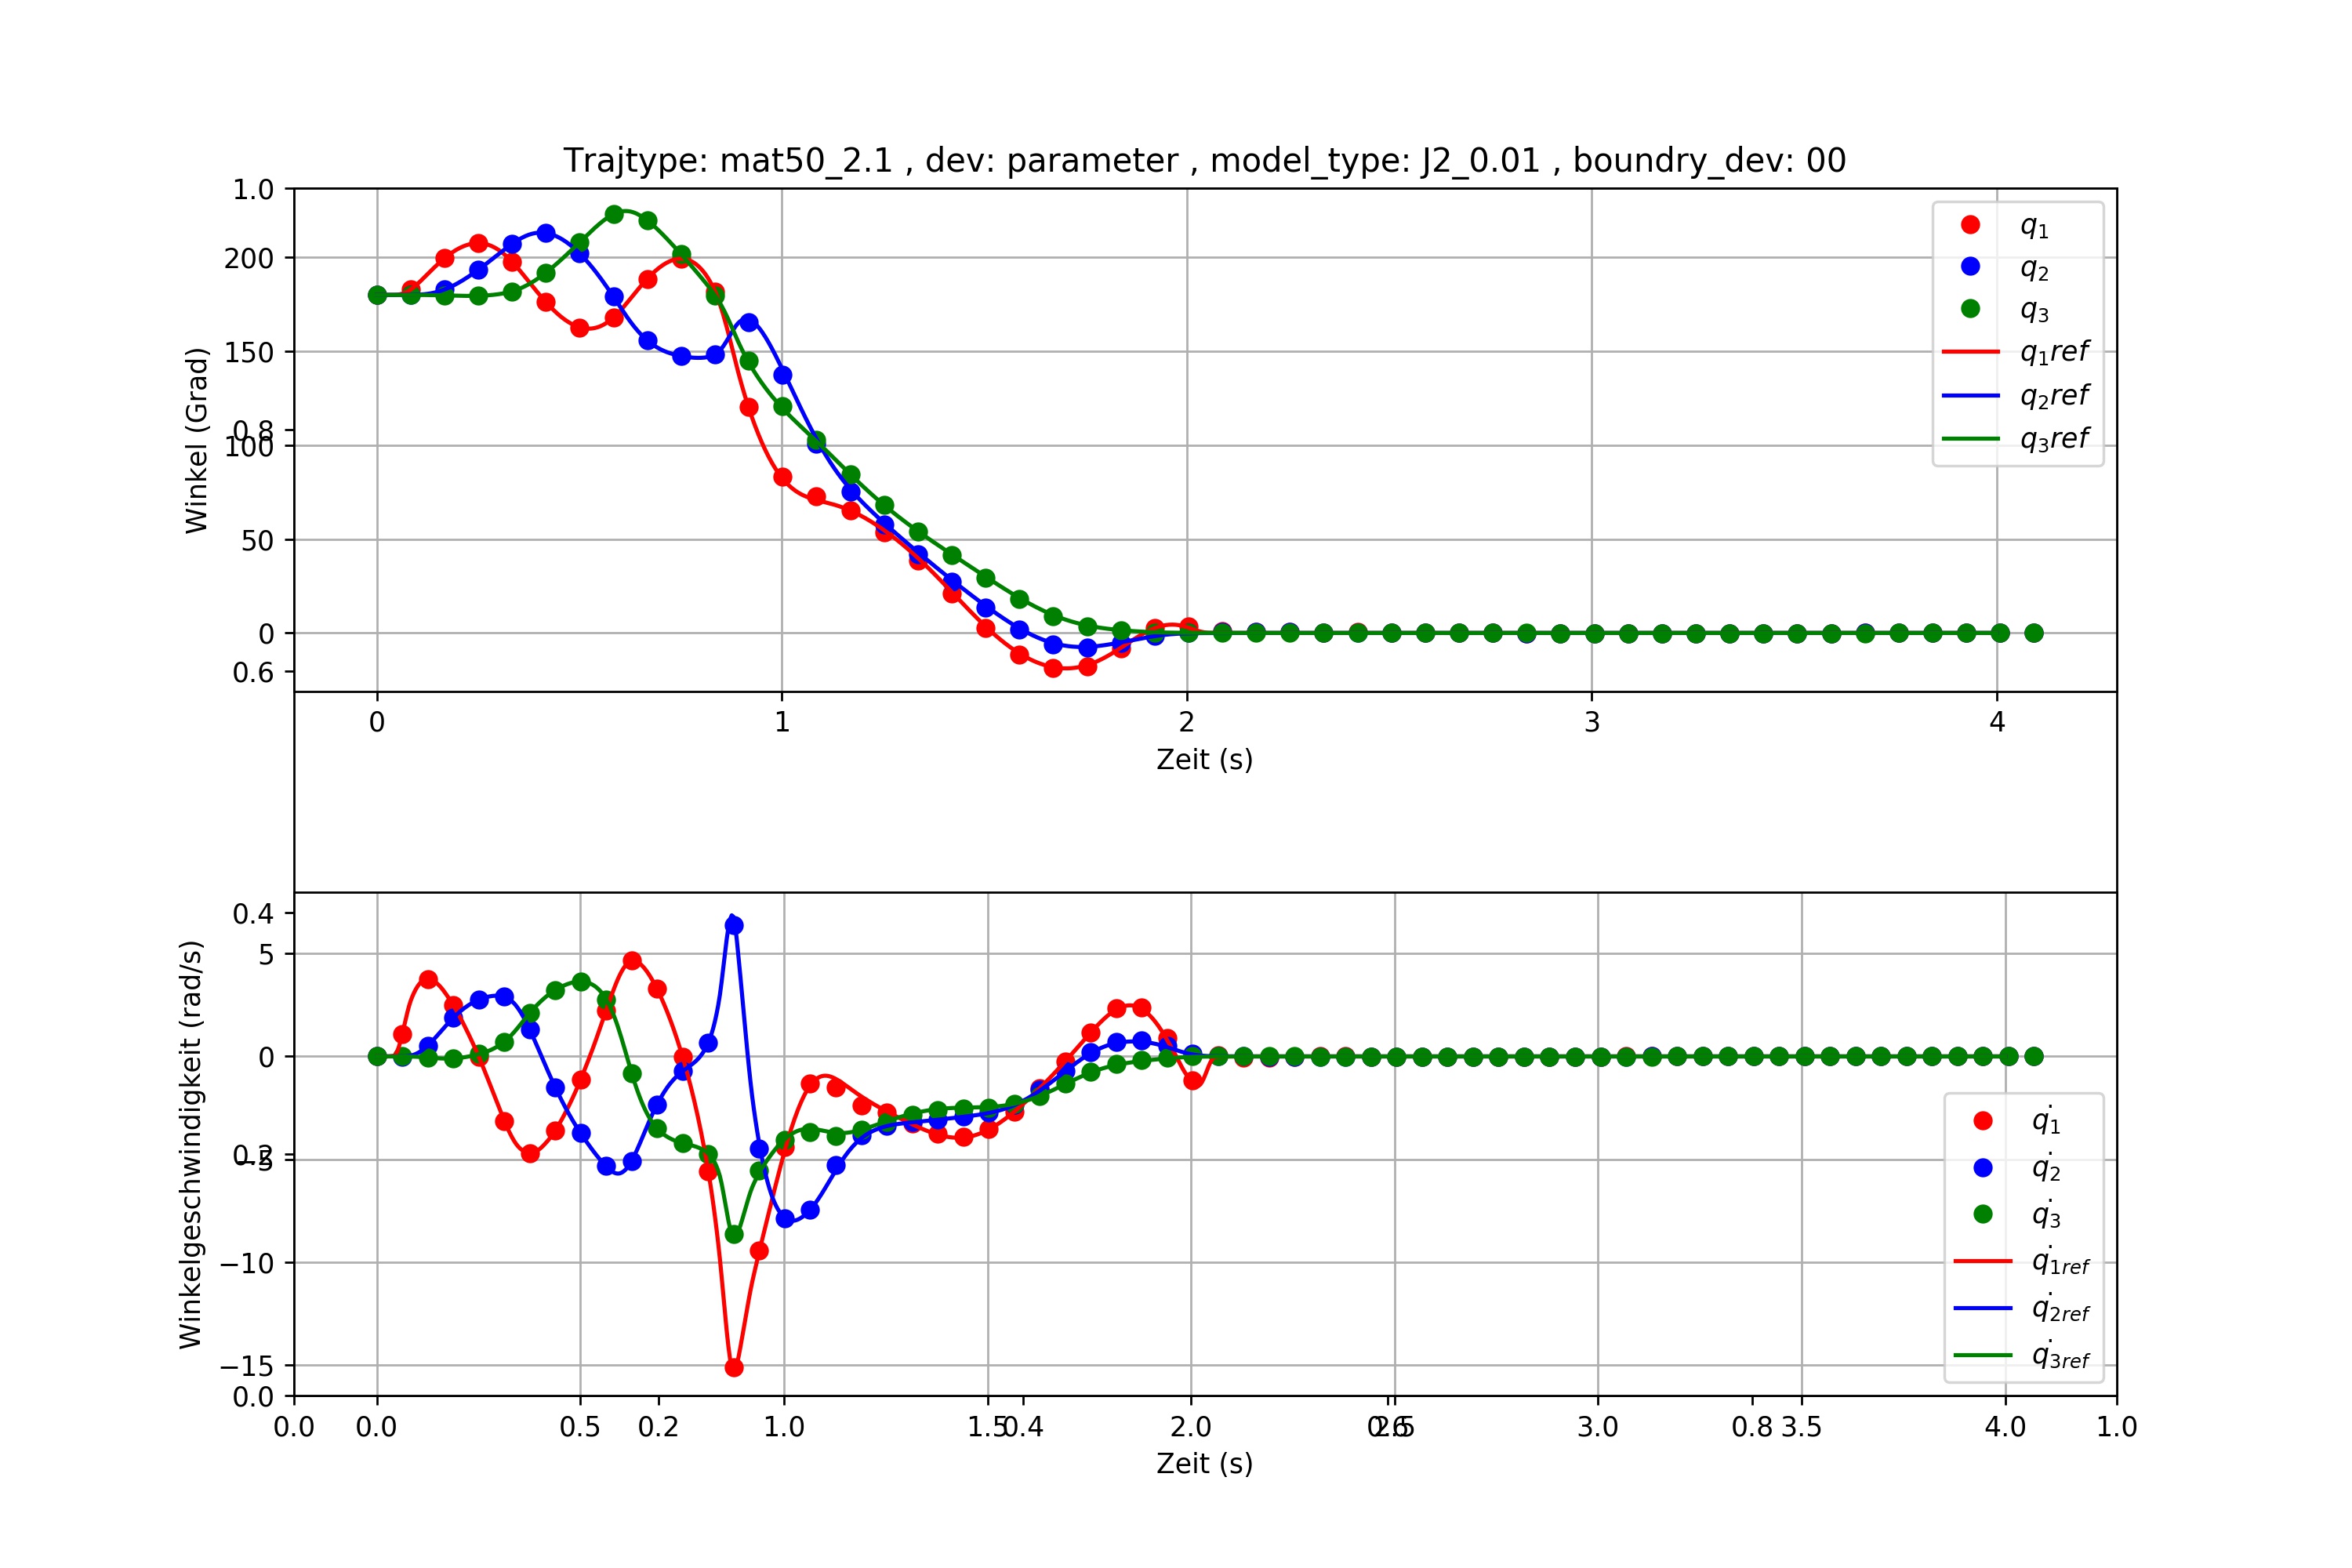 Trajtype: mat50_2.1 , dev: parameter , model_type: J2_0.01 , boundry_dev: 00
1.0
200
150
0.8
100
50
0
0.6
Winkel (Grad)
q₁
q₂
q₃
q₁ref
q₂ref
q₃ref
0 1 2 3 4
Zeit (s)
0.4
5
0
0.2
−5
−10
−15
0.0
Winkelgeschwindigkeit (rad/s)
q̇₁
q̇₂
q̇₃
q̇₁ref
q̇₂ref
q̇₃ref
0.0 0.0 0.5 0.2 1.0 1.5 0.4 2.0 0.6 2.5 3.0 0.8 3.5 4.0 1.0
Zeit (s)